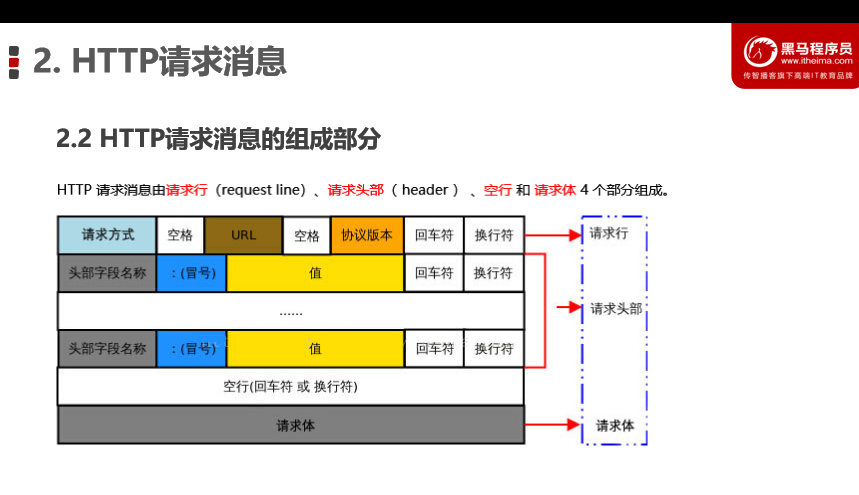 2. HTTP请求消息
黑马程序员
www.itheima.com
传智播客旗下高端IT教育品牌
2.2 HTTP请求消息的组成部分
HTTP 请求消息由请求行（request line）、请求头部（ header ） 、空行 和 请求体 4 个部分组成。
请求方式 空格 URL 空格 协议版本 回车符 换行符 请求行
头部字段名称 : (冒号) 值 回车符 换行符
...... 请求头部
头部字段名称 : (冒号) 值 回车符 换行符
空行(回车符 或 换行符)
请求体 请求体